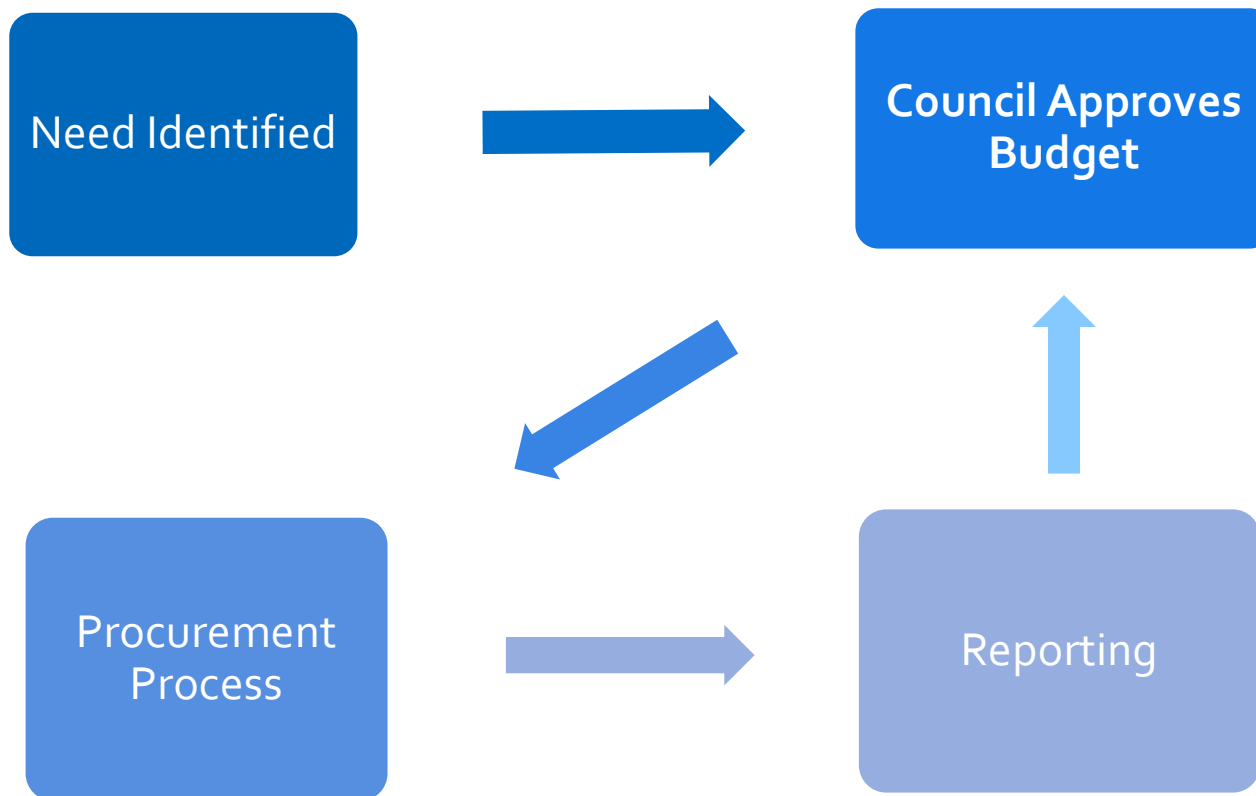 Need Identified
Council Approves
Budget
Procurement
Process
Reporting